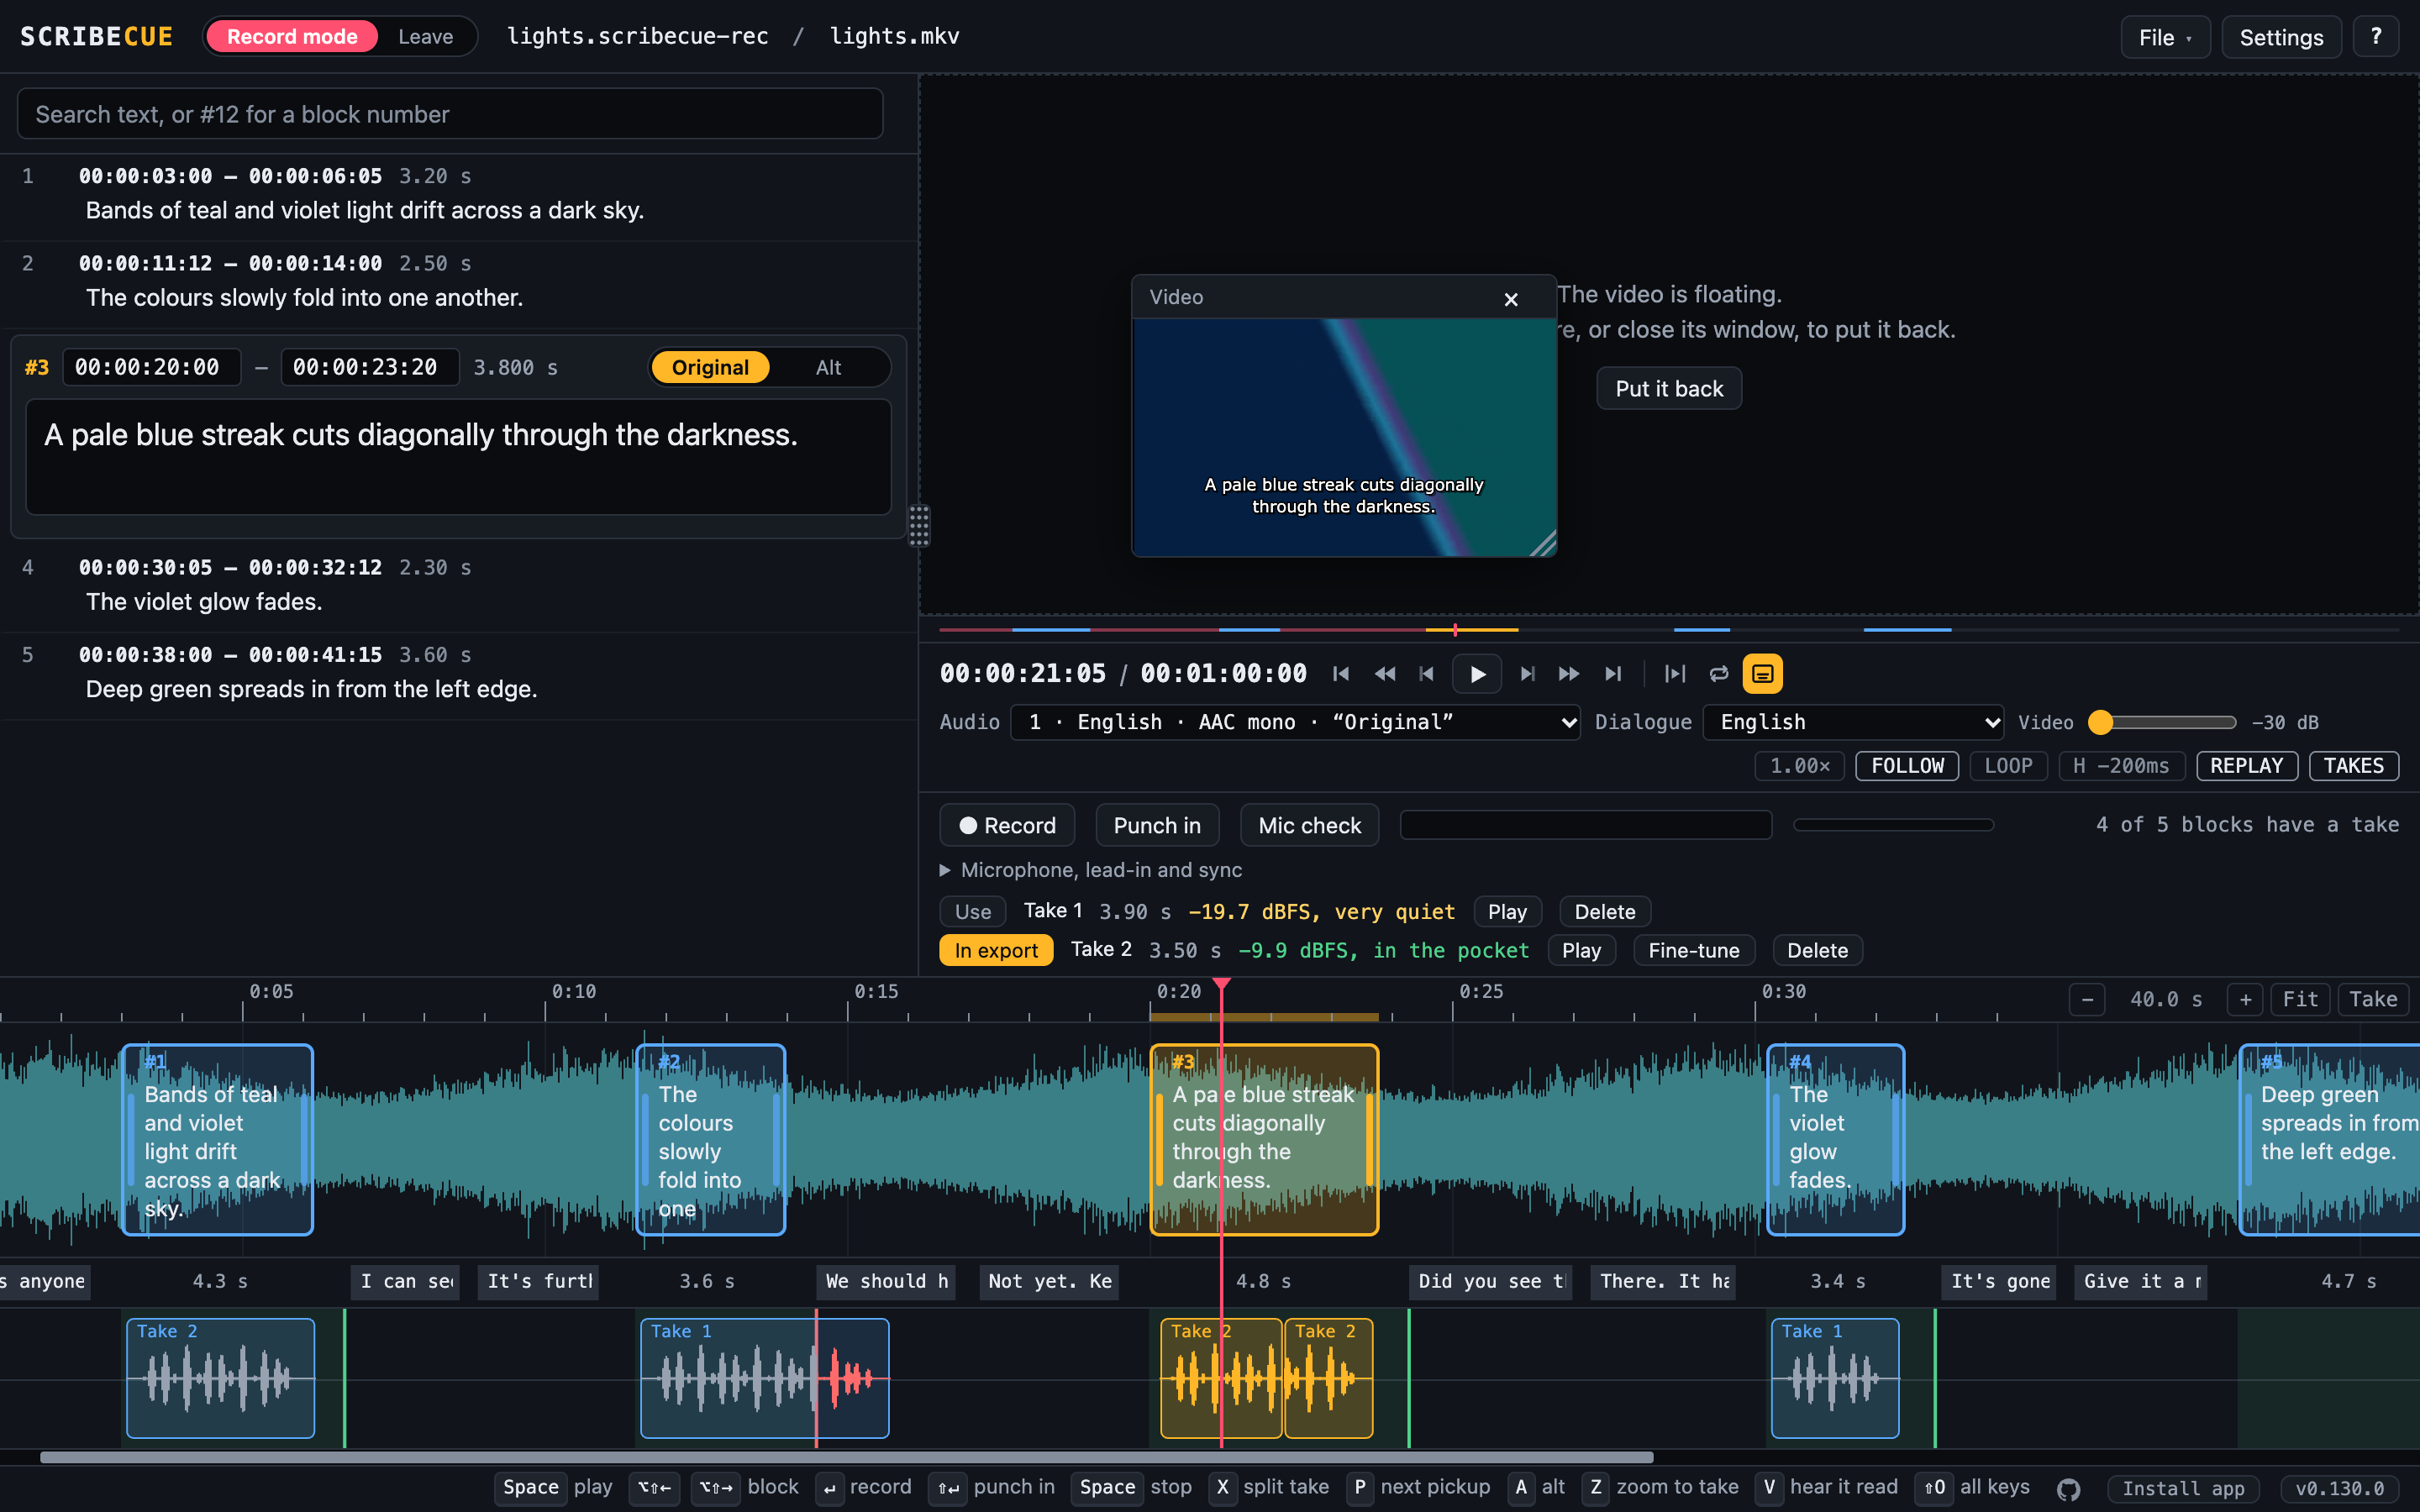 SCRIBECUE
Record mode Leave
lights.scribecue-rec / lights.mkv
File
Settings
?
Search text, or #12 for a block number
1 00:00:03:00 – 00:00:06:05 3.20 s
Bands of teal and violet light drift across a dark sky.
2 00:00:11:12 – 00:00:14:00 2.50 s
The colours slowly fold into one another.
#3 00:00:20:00 – 00:00:23:20 3.800 s Original Alt
A pale blue streak cuts diagonally through the darkness.
4 00:00:30:05 – 00:00:32:12 2.30 s
The violet glow fades.
5 00:00:38:00 – 00:00:41:15 3.60 s
Deep green spreads in from the left edge.
Video ×
A pale blue streak cuts diagonally
through the darkness.
The video is floating.
re, or close its window, to put it back.
Put it back
00:00:21:05 / 00:01:00:00
Audio 1 · English · AAC mono · “Original” Dialogue English Video −30 dB
1.00× FOLLOW LOOP H −200ms REPLAY TAKES
Record Punch in Mic check 4 of 5 blocks have a take
Microphone, lead-in and sync
Use Take 1 3.90 s −19.7 dBFS, very quiet Play Delete
In export Take 2 3.50 s −9.9 dBFS, in the pocket Play Fine-tune Delete
0:05 0:10 0:15 0:20 0:25 0:30 − 40.0 s + Fit Take
#1
Bands of teal
and violet
light drift
across a dark
sky.
#2
The
colours
slowly
fold into
one
#3
A pale blue streak
cuts diagonally
through the
darkness.
#4
The
violet
glow
fades.
#5
Deep green
spreads in from
the left edge.
s anyone 4.3 s I can see It's furth 3.6 s We should h Not yet. Ke 4.8 s Did you see t There. It ha 3.4 s It's gone Give it a 4.7 s
Take 2 Take 1 Take 2 Take 2 Take 1
Space play ⌥⇧← ⌥⇧→ block ↵ record ⇧↵ punch in Space stop X split take P next pickup A alt Z zoom to take V hear it read ⇧O all keys Install app v0.130.0